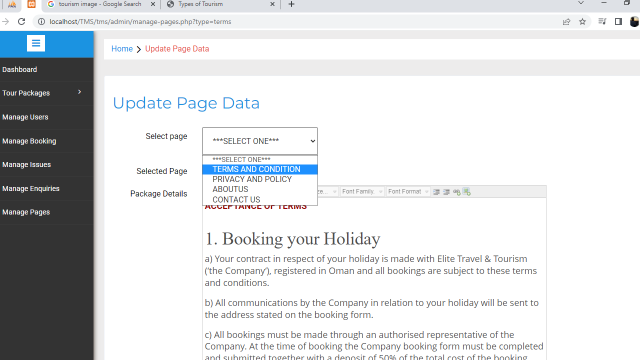 tourism image - Google Search
Types of Tourism
localhost/TMS/tms/admin/manage-pages.php?type=terms
Home > Update Page Data
Dashboard
Tour Packages
Manage Users
Manage Booking
Manage Issues
Manage Enquiries
Manage Pages
Update Page Data
Select page
***SELECT ONE***
***SELECT ONE***
TERMS AND CONDITION
PRIVACY AND POLICY
ABOUTUS
CONTACT US
Selected Page
Package Details
Font Family
Font Format
ACCEPTANCE OF TERMS
1. Booking your Holiday
a) Your contract in respect of your holiday is made with Elite Travel & Tourism
('the Company'), registered in Oman and all bookings are subject to these terms
and conditions.
b) All communications by the Company in relation to your holiday will be sent to
the address stated on the booking form.
c) All bookings must be made through an authorised representative of the
Company. At the time of booking the Company booking form must be completed
and submitted together with a deposit of 50% of the total cost of the booking